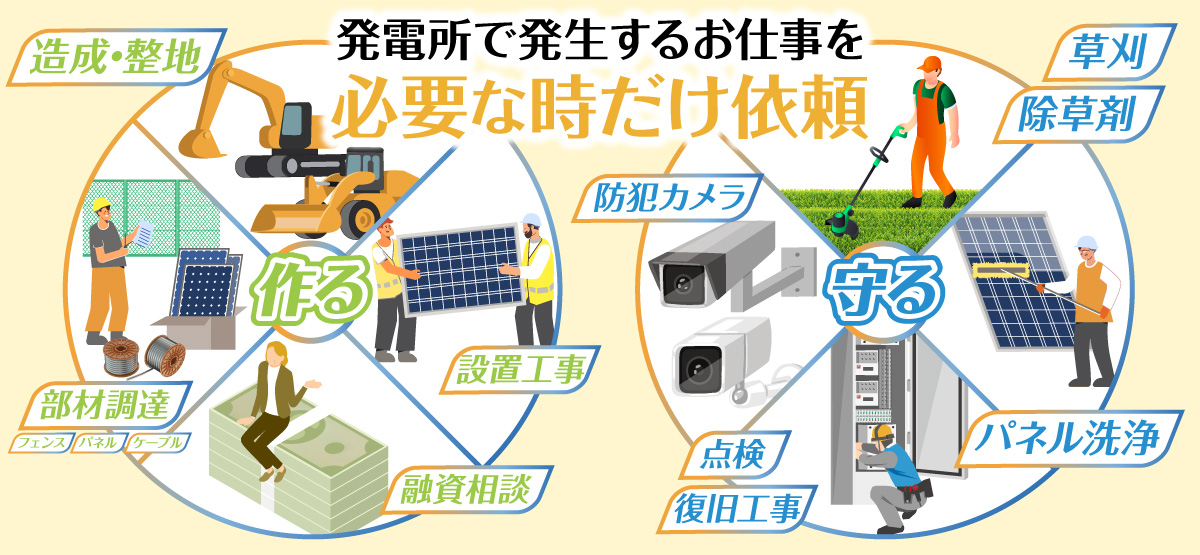 発電所で発生するお仕事を
必要な時だけ依頼
造成・整地
作る
設置工事
部材調達
フェンス
パネル
ケーブル
融資相談
草刈
除草剤
防犯カメラ
守る
パネル洗浄
点検
復旧工事